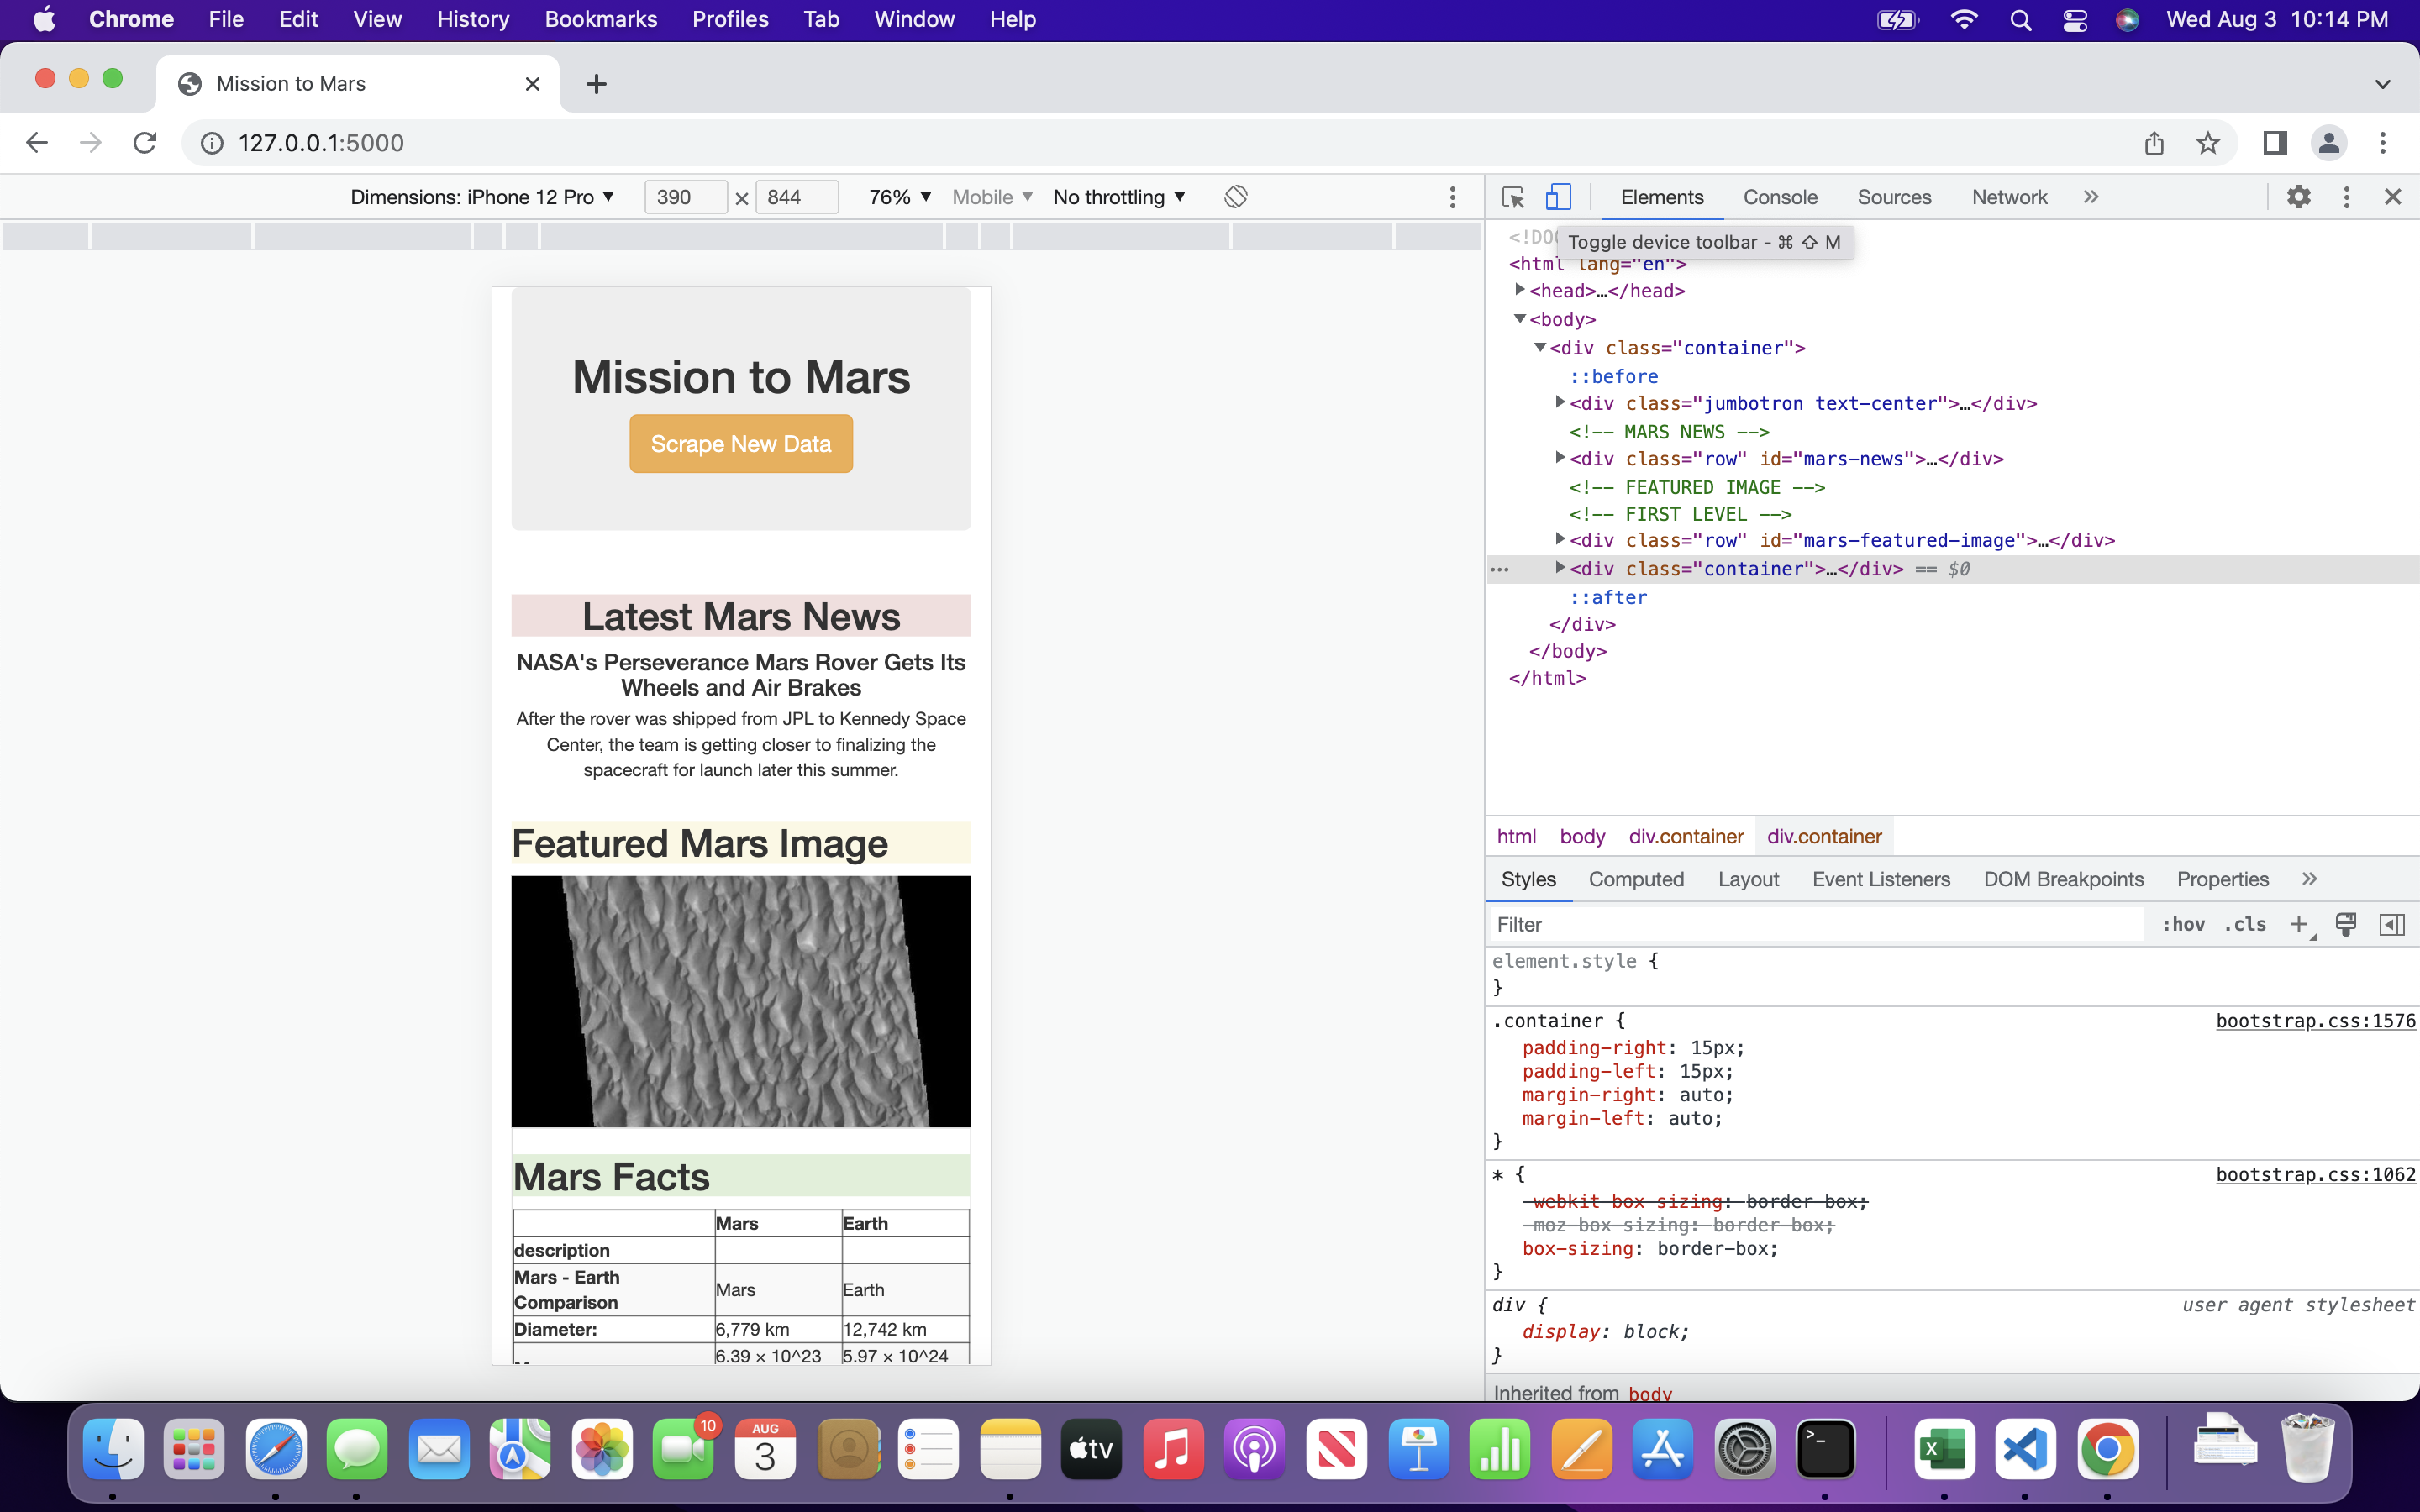 Chrome File Edit View History Bookmarks Profiles Tab Window Help Wed Aug 3 10:14 PM
Mission to Mars
127.0.0.1:5000
Dimensions: iPhone 12 Pro 390 × 844 76% Mobile No throttling
Elements Console Sources Network
Toggle device toolbar - ⌘ ⇧ M
<!DO
<html lang="en">
<head>…</head>
<body>
<div class="container">
::before
<div class="jumbotron text-center">…</div>
<!-- MARS NEWS -->
<div class="row" id="mars-news">…</div>
<!-- FEATURED IMAGE -->
<!-- FIRST LEVEL -->
<div class="row" id="mars-featured-image">…</div>
<div class="container">…</div> == $0
::after
</div>
</body>
</html>
Mission to Mars
Scrape New Data
Latest Mars News
NASA's Perseverance Mars Rover Gets Its
Wheels and Air Brakes
After the rover was shipped from JPL to Kennedy Space
Center, the team is getting closer to finalizing the
spacecraft for launch later this summer.
Featured Mars Image
Mars Facts
Mars Earth
description
Mars - Earth
Comparison
Mars Earth
Diameter: 6,779 km 12,742 km
6.39 × 10^23 5.97 × 10^24
html body div.container div.container
Styles Computed Layout Event Listeners DOM Breakpoints Properties
Filter :hov .cls
element.style {
}
.container { bootstrap.css:1576
padding-right: 15px;
padding-left: 15px;
margin-right: auto;
margin-left: auto;
}
* { bootstrap.css:1062
-webkit-box-sizing: border-box;
-moz-box-sizing: border-box;
box-sizing: border-box;
}
div { user agent stylesheet
display: block;
}
Inherited from body
10
AUG
3
tv
>_
X